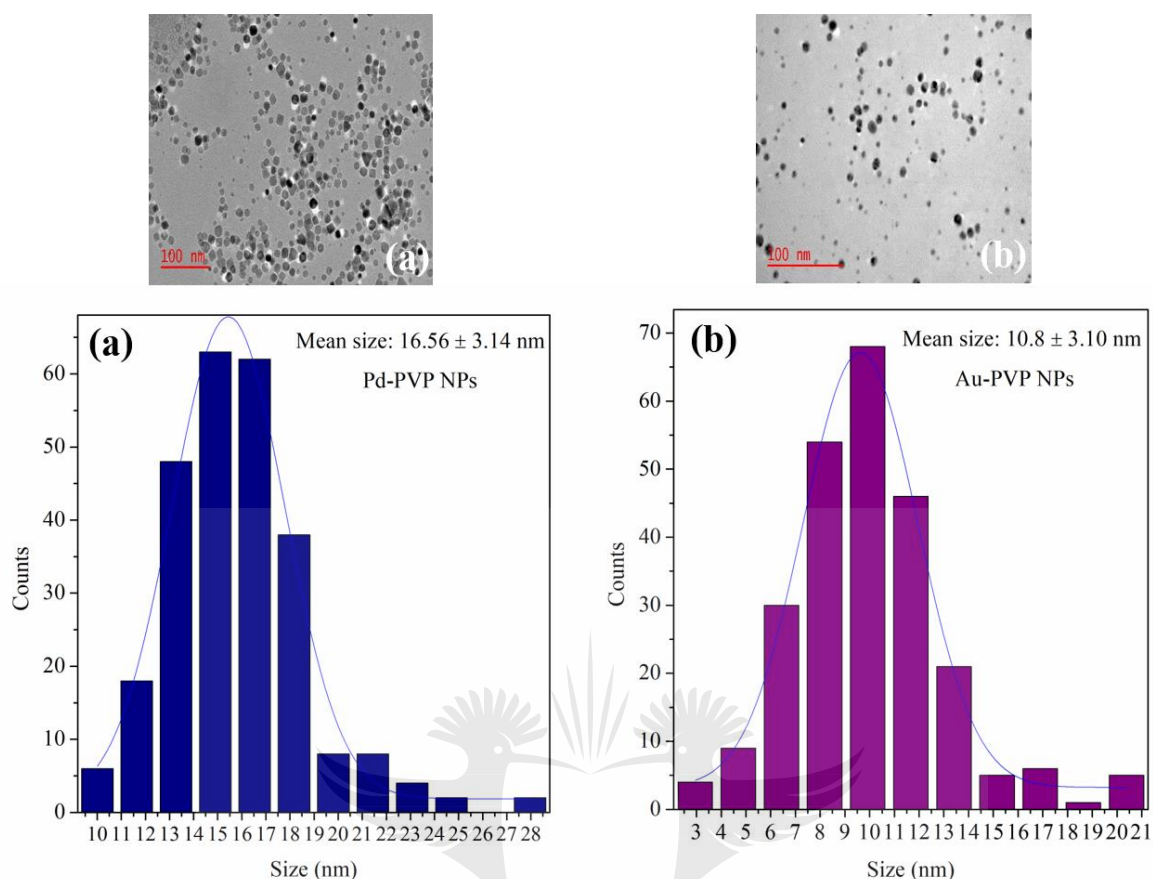 100 nm
(a)
100 nm
(b)
(a)
Mean size: 16.56 ± 3.14 nm
Pd-PVP NPs
60
50
40
30
20
10
0
Counts
10 11 12 13 14 15 16 17 18 19 20 21 22 23 24 25 26 27 28
Size (nm)
(b)
Mean size: 10.8 ± 3.10 nm
Au-PVP NPs
70
60
50
40
30
20
10
0
Counts
3 4 5 6 7 8 9 10 11 12 13 14 15 16 17 18 19 20 21
Size (nm)